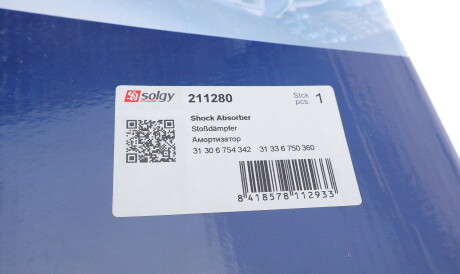 solgy 211280 Stck pcs. 1
Shock Absorber
Stoßdämpfer
Амортизатор
31 30 6 754 342 31 33 6 750 360
8 418578 112933